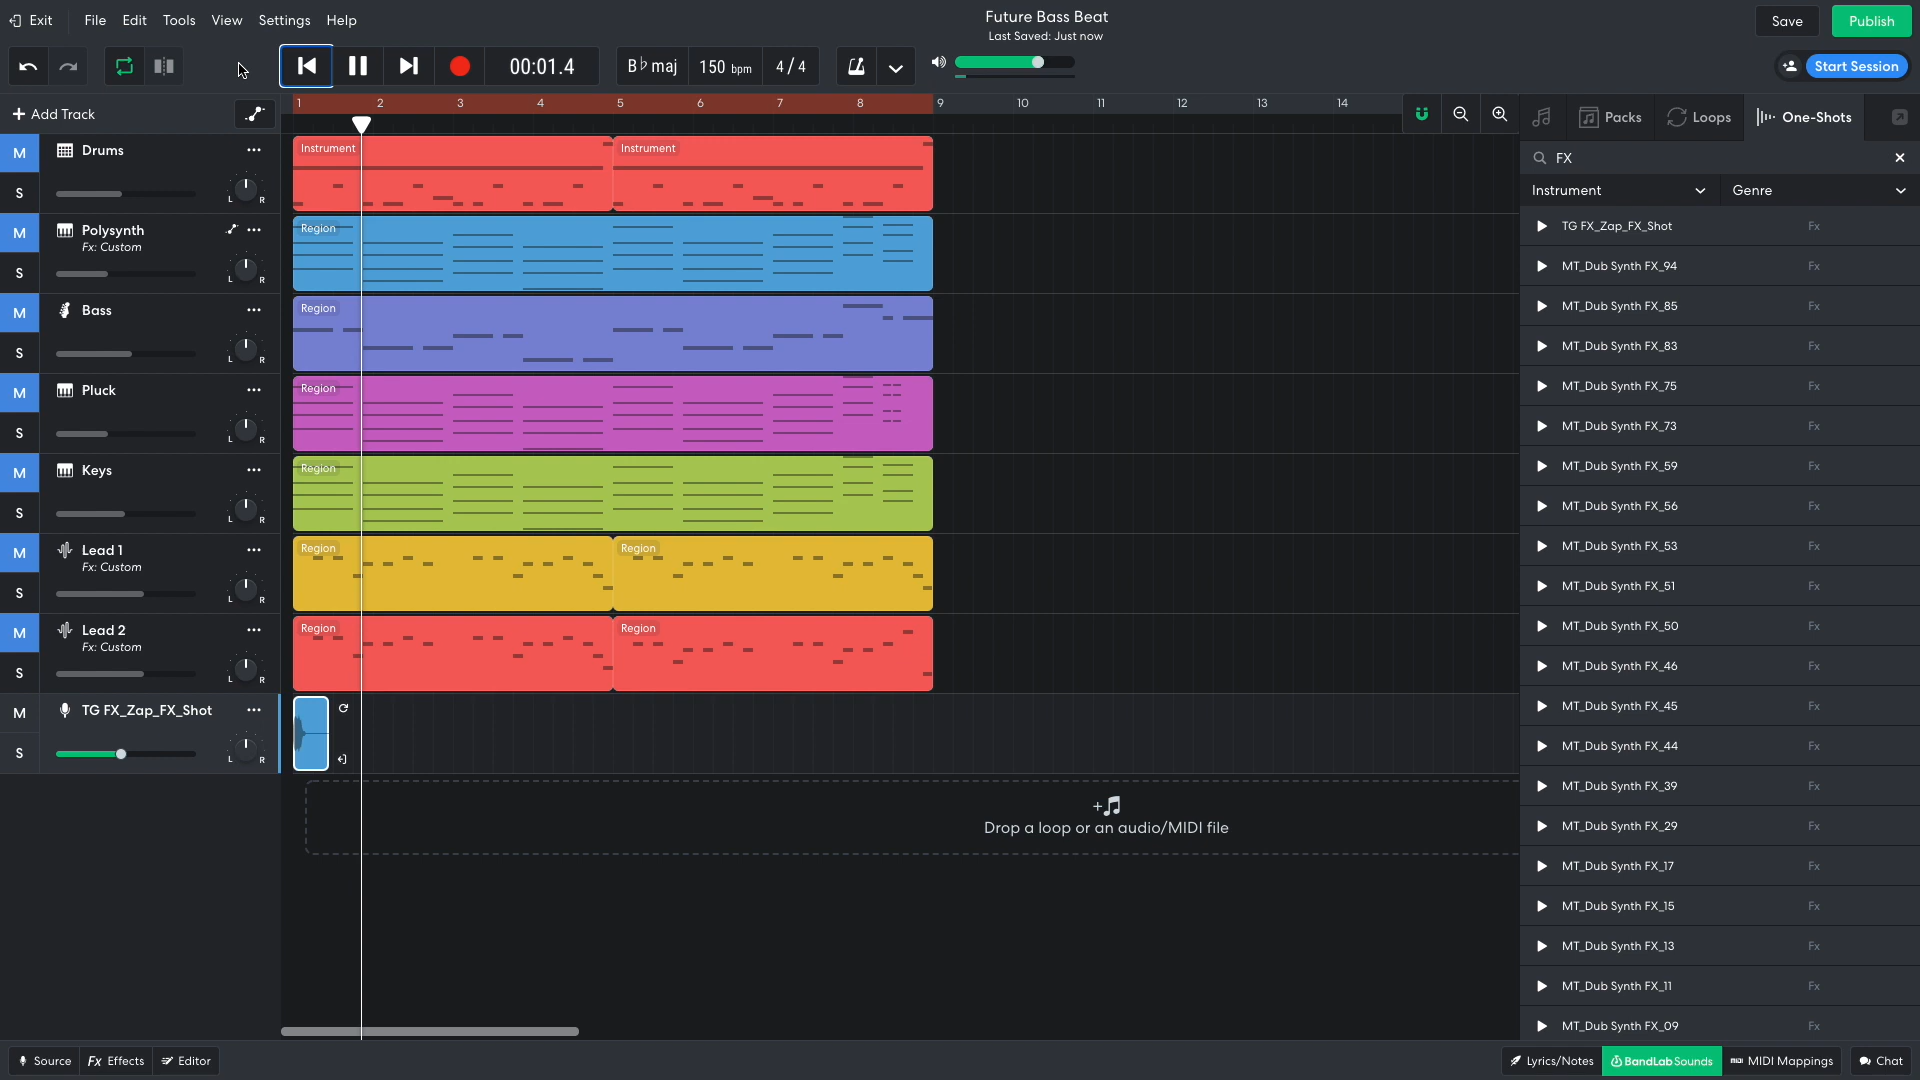 Exit File Edit Tools View Settings Help
Future Bass Beat
Last Saved: Just now
Save Publish
00:01.4
B♭ maj
150 bpm
4/4
Start Session
Add Track
1 2 3 4 5 6 7 8 9 10 11 12 13 14
Packs Loops One-Shots
FX
Instrument Genre
M Drums
S L R
Instrument Instrument
M Polysynth
Fx: Custom
S L R
Region
M Bass
S L R
Region
M Pluck
S L R
Region
M Keys
S L R
Region
M Lead 1
Fx: Custom
S L R
Region Region
M Lead 2
Fx: Custom
S L R
Region Region
M TG FX_Zap_FX_Shot
S L R
Drop a loop or an audio/MIDI file
TG FX_Zap_FX_Shot Fx
MT_Dub Synth FX_94 Fx
MT_Dub Synth FX_85 Fx
MT_Dub Synth FX_83 Fx
MT_Dub Synth FX_75 Fx
MT_Dub Synth FX_73 Fx
MT_Dub Synth FX_59 Fx
MT_Dub Synth FX_56 Fx
MT_Dub Synth FX_53 Fx
MT_Dub Synth FX_51 Fx
MT_Dub Synth FX_50 Fx
MT_Dub Synth FX_46 Fx
MT_Dub Synth FX_45 Fx
MT_Dub Synth FX_44 Fx
MT_Dub Synth FX_39 Fx
MT_Dub Synth FX_29 Fx
MT_Dub Synth FX_17 Fx
MT_Dub Synth FX_15 Fx
MT_Dub Synth FX_13 Fx
MT_Dub Synth FX_11 Fx
MT_Dub Synth FX_09 Fx
Source Fx Effects Editor
Lyrics/Notes BandLab Sounds MIDI MIDI Mappings Chat